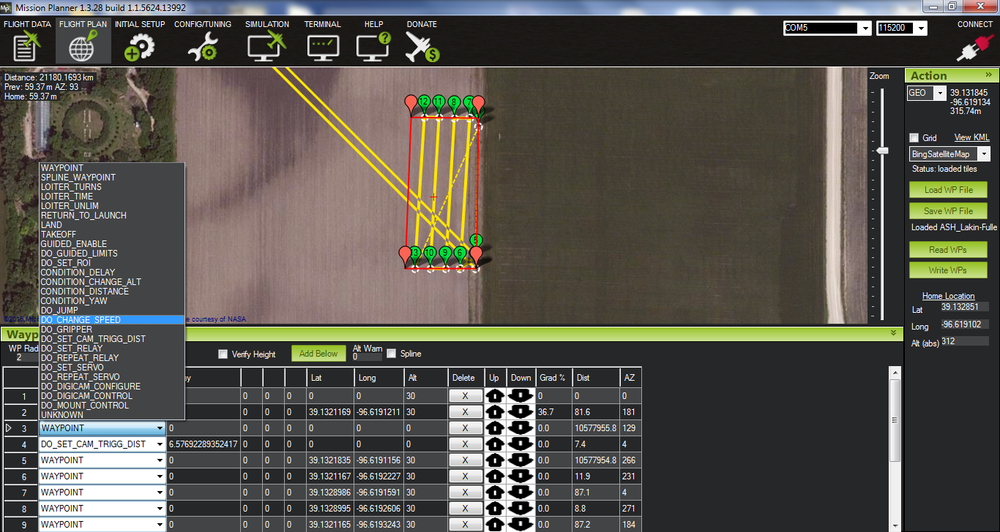 Mission Planner 1.3.28 build 1.1.5624.13992
FLIGHT DATA FLIGHT PLAN INITIAL SETUP CONFIG/TUNING SIMULATION TERMINAL HELP DONATE COM5 115200 CONNECT
Distance: 21180.1693 km
Prev: 59.37 m AZ: 93
Home: 59.37 m
Zoom
Action »
GEO 39.131845
-96.619134
315.74m
Grid View KML
BingSatelliteMap
Status: loaded tiles
Load WP File
Save WP File
Loaded ASH_Lakin-Fulle
Read WPs
Write WPs
Home Location
Lat 39.132851
Long -96.619102
Alt (abs) 312
12 11 8 7
5
13 10 9 6
WAYPOINT
SPLINE_WAYPOINT
LOITER_TURNS
LOITER_TIME
LOITER_UNLIM
RETURN_TO_LAUNCH
LAND
TAKEOFF
GUIDED_ENABLE
DO_GUIDED_LIMITS
DO_SET_ROI
CONDITION_DELAY
CONDITION_CHANGE_ALT
CONDITION_DISTANCE
CONDITION_YAW
DO_JUMP
DO_CHANGE_SPEED
DO_GRIPPER
DO_SET_CAM_TRIGG_DIST
DO_SET_RELAY
DO_REPEAT_RELAY
DO_SET_SERVO
DO_REPEAT_SERVO
DO_DIGICAM_CONFIGURE
DO_DIGICAM_CONTROL
DO_MOUNT_CONTROL
UNKNOWN
e courtesy of NASA
Wayp
WP Rad
2
Verify Height Add Below Alt Warn
0
Spline
ay Lat Long Alt Delete Up Down Grad % Dist AZ
1 0 0 0 0 0 30 X 0 0 0
2 0 0 0 39.1321169 -96.6191211 30 X 36.7 81.6 181
3 WAYPOINT 0 0 0 0 0 0 0 X 0.0 10577955.8 129
4 DO_SET_CAM_TRIGG_DIST 6.57692289352417 0 0 0 0 0 0 X 0.0 7.4 4
5 WAYPOINT 0 0 0 0 39.1321835 -96.6191156 30 X 0.0 10577954.8 266
6 WAYPOINT 0 0 0 0 39.1321167 -96.6192227 30 X 0.0 11.9 231
7 WAYPOINT 0 0 0 0 39.1328986 -96.6191591 30 X 0.0 87.1 4
8 WAYPOINT 0 0 0 0 39.1328995 -96.6192606 30 X 0.0 8.8 271
9 WAYPOINT 0 0 0 0 39.1321165 -96.6193243 30 X 0.0 87.2 184